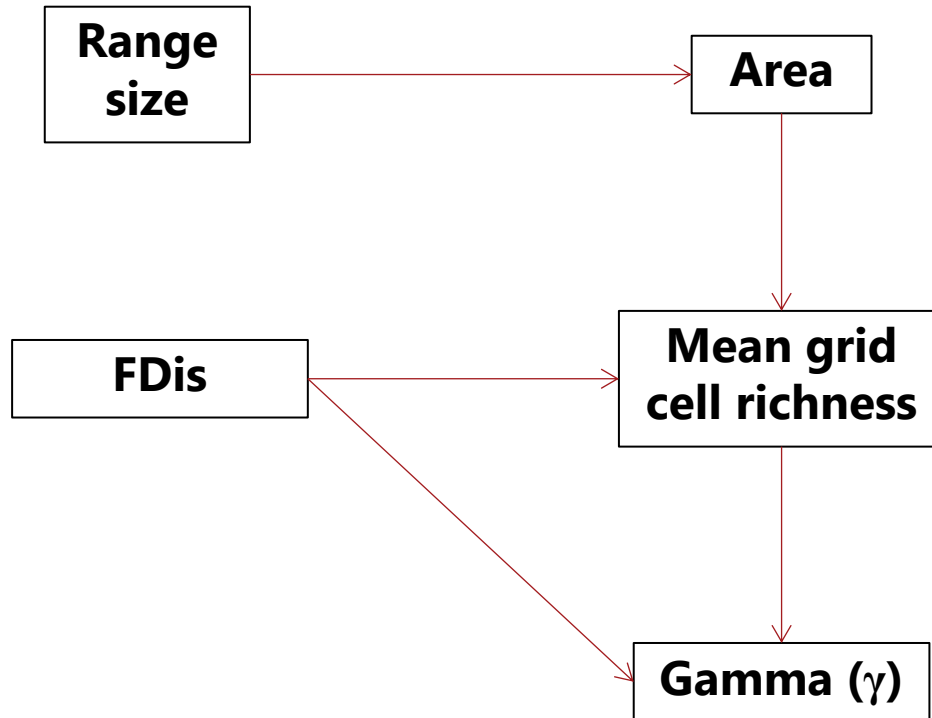 Range
size
Area
FDis
Mean grid
cell richness
Gamma (γ)